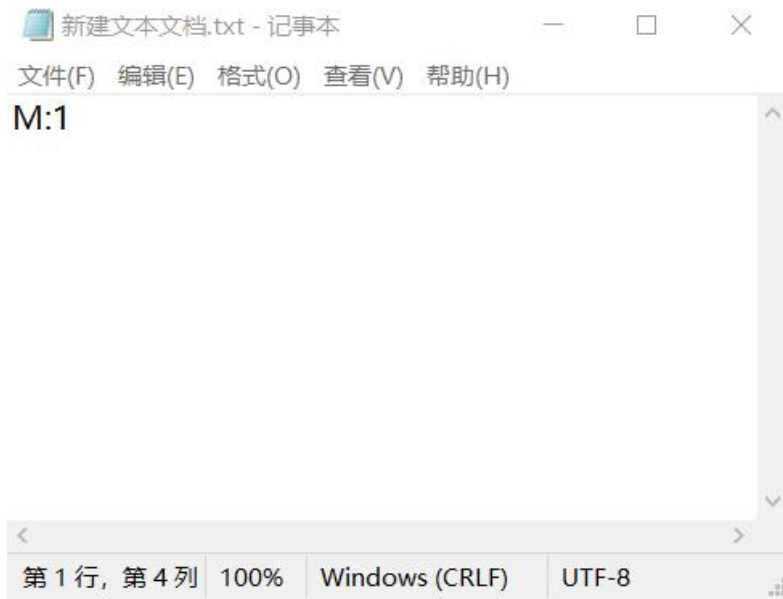 新建文本文档.txt - 记事本
文件(F) 编辑(E) 格式(O) 查看(V) 帮助(H)
M:1
第 1 行, 第 4 列 100% Windows (CRLF) UTF-8